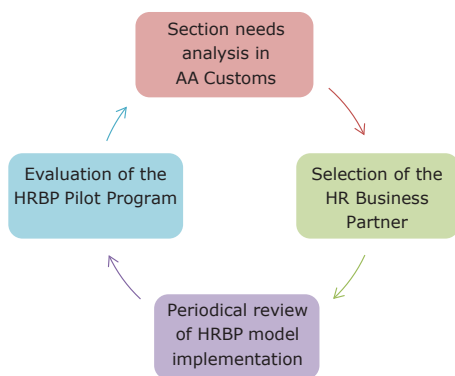 Section needs
analysis in
AA Customs
Selection of the
HR Business
Partner
Periodical review
of HRBP model
implementation
Evaluation of the
HRBP Pilot Program